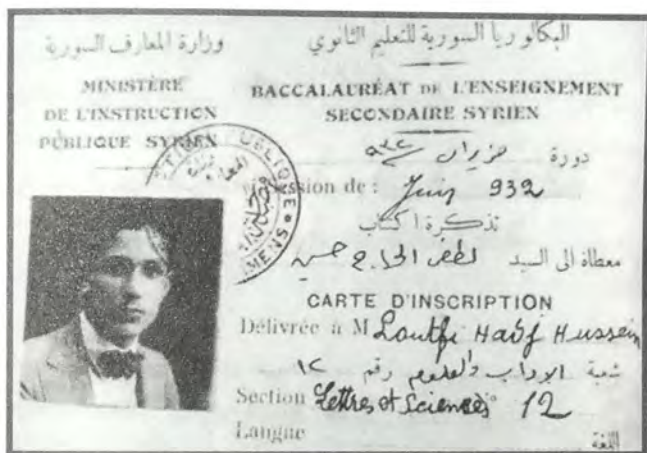 وزارة المعارف السورية
البكالوريا السورية للتعليم الثانوي
MINISTÈRE
DE L'INSTRUCTION
PUBLIQUE SYRIEN
BACCALAURÉAT DE L'ENSEIGNEMENT
SECONDAIRE SYRIEN
دورة حزيران ٩٣٢
Session de : Juin 932
تذكرة اكتتاب
معطاة الى السيد لطفي الحاج حسين
CARTE D'INSCRIPTION
Délivrée à M Loutfi Hadj Hussein
شعبة الآداب والعلوم رقم ١٢
Section Lettres et Sciences N° 12
Langue اللغة